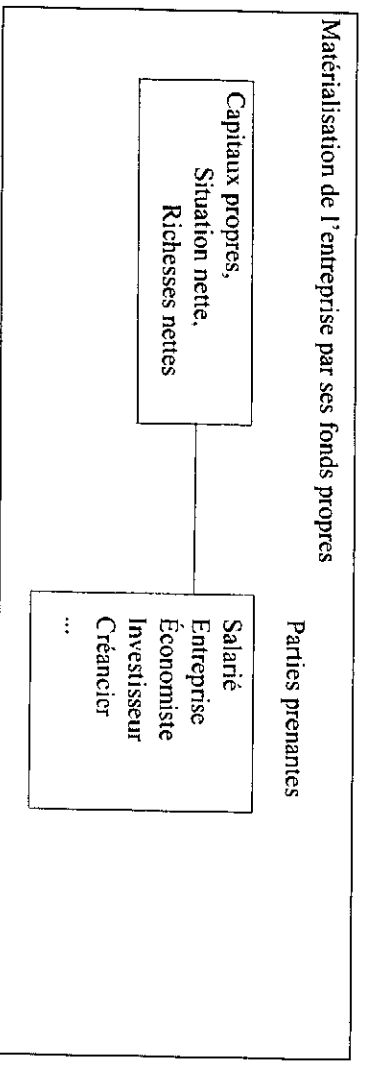 Matérialisation de l'entreprise par ses fonds propres
Capitaux propres,
Situation nette,
Richesses nettes
Parties prenantes
Salarié
Entreprise
Économiste
Investisseur
Créancier
...